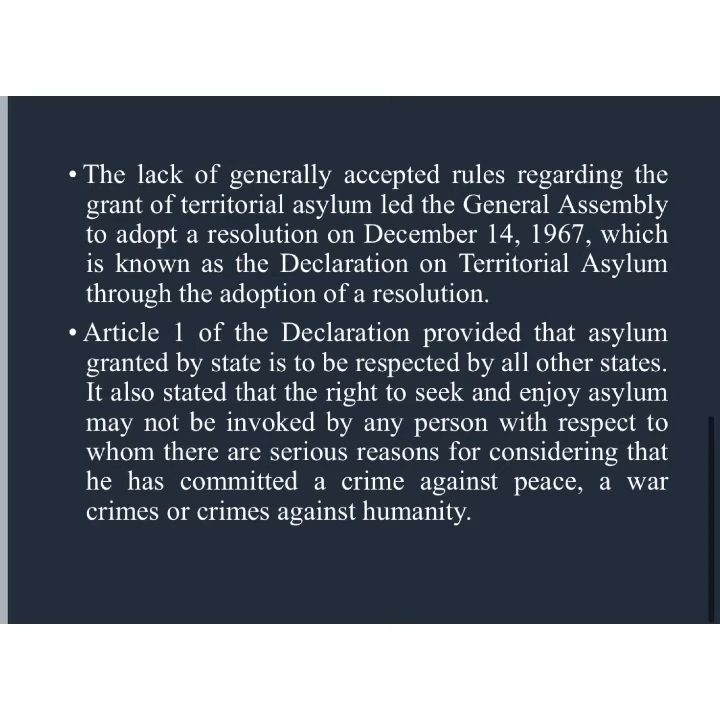 • The lack of generally accepted rules regarding the
grant of territorial asylum led the General Assembly
to adopt a resolution on December 14, 1967, which
is known as the Declaration on Territorial Asylum
through the adoption of a resolution.
• Article 1 of the Declaration provided that asylum
granted by state is to be respected by all other states.
It also stated that the right to seek and enjoy asylum
may not be invoked by any person with respect to
whom there are serious reasons for considering that
he has committed a crime against peace, a war
crimes or crimes against humanity.